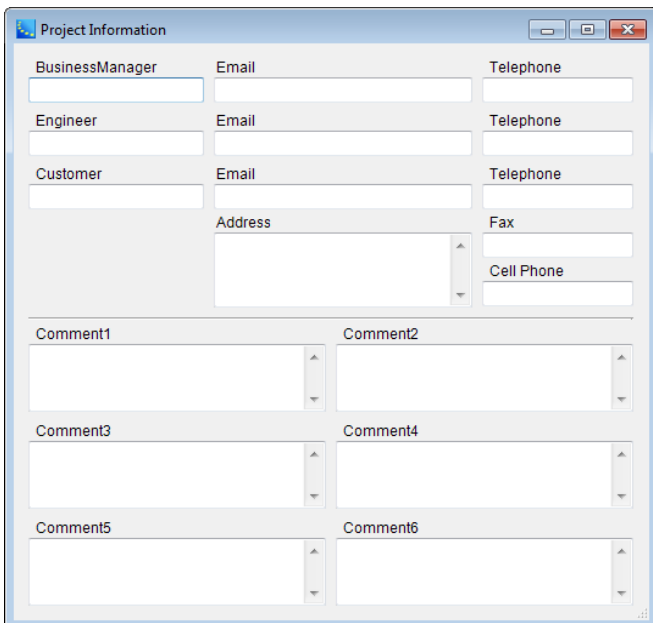 Project Information
BusinessManager Email Telephone
Engineer Email Telephone
Customer Email Telephone
Address Fax
Cell Phone
Comment1 Comment2
Comment3 Comment4
Comment5 Comment6